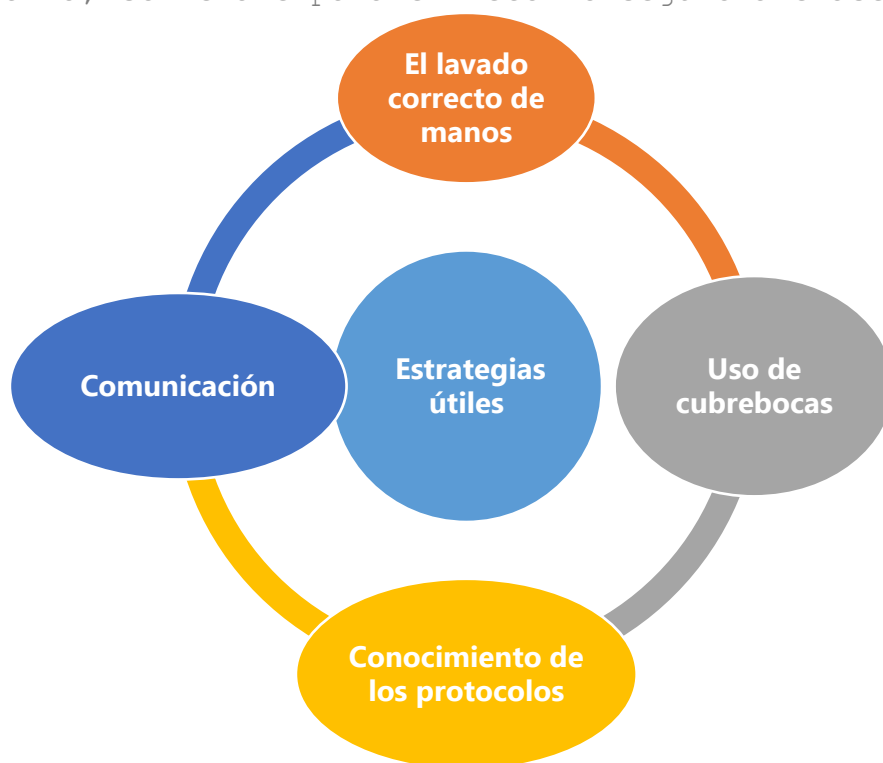 El lavado
correcto de
manos
Comunicación
Estrategias
útiles
Uso de
cubrebocas
Conocimiento de
los protocolos